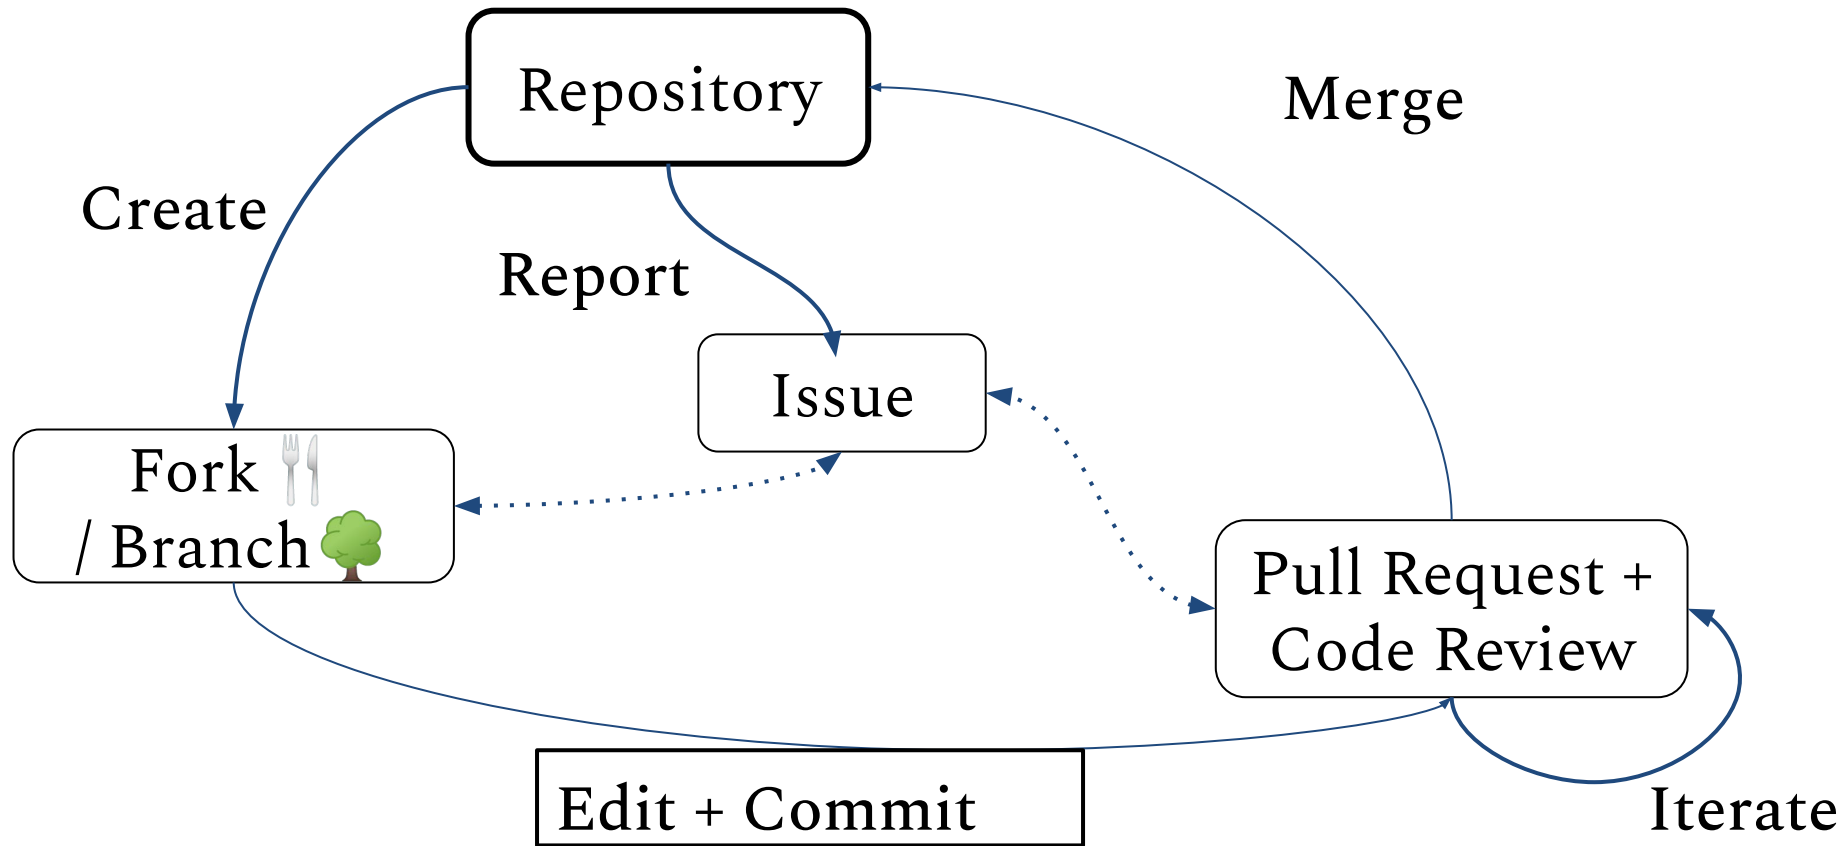 Repository
Merge
Create
Report
Issue
Fork 🍴
/ Branch🌳
Pull Request +
Code Review
Edit + Commit
Iterate